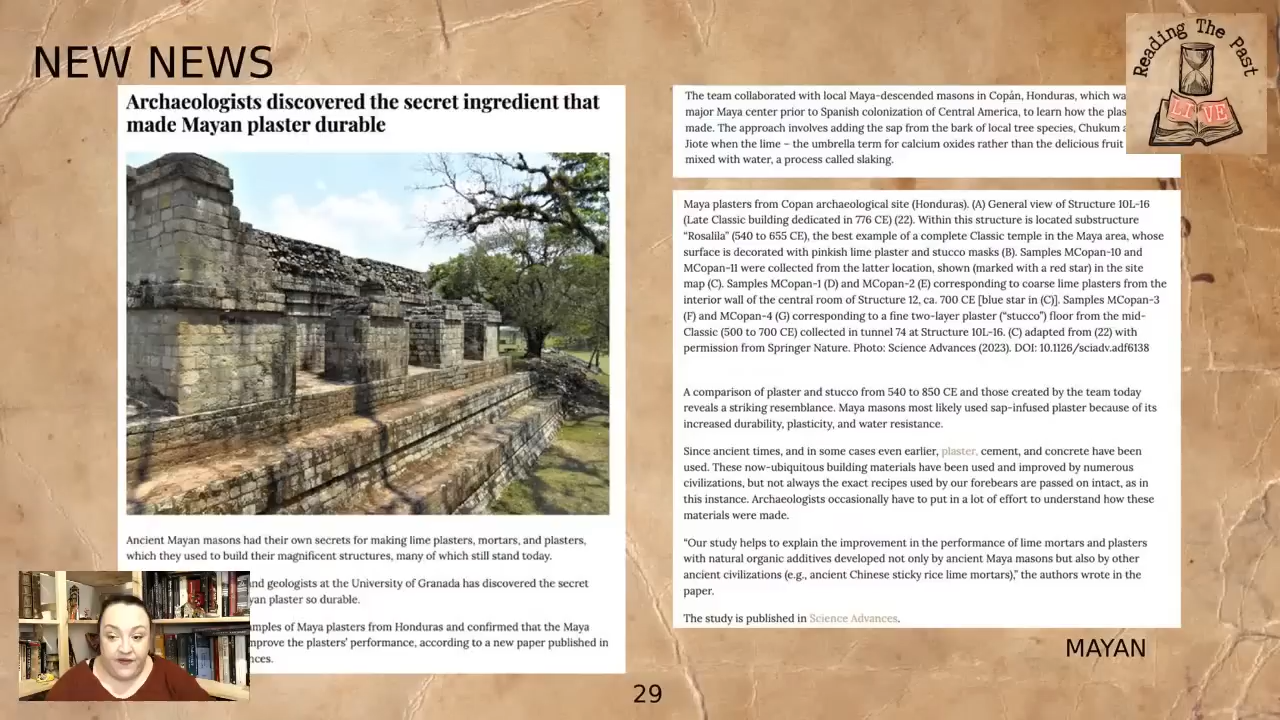 NEW NEWS
Reading The Past
LIVE
Archaeologists discovered the secret ingredient that
made Mayan plaster durable
Ancient Mayan masons had their own secrets for making lime plasters, mortars, and plasters,
which they used to build their magnificent structures, many of which still stand today.
and geologists at the University of Granada has discovered the secret
plaster so durable.
of Maya plasters from Honduras and confirmed that the Maya
the plasters' performance, according to a new paper published in
The team collaborated with local Maya-descended masons in Copán, Honduras, which
major Maya center prior to Spanish colonization of Central America, to learn how the
made. The approach involves adding the sap from the bark of local tree species, Chukum
Jiote when the lime – the umbrella term for calcium oxides rather than the delicious fruit
mixed with water, a process called slaking.
Maya plasters from Copan archaeological site (Honduras). (A) General view of Structure 10L-16
(Late Classic building dedicated in 776 CE) (22). Within this structure is located substructure
"Rosalila" (540 to 655 CE), the best example of a complete Classic temple in the Maya area, whose
surface is decorated with pinkish lime plaster and stucco masks (B). Samples MCopan-10 and
MCopan-11 were collected from the latter location, shown (marked with a red star) in the site
map (C). Samples MCopan-1 (D) and MCopan-2 (E) corresponding to coarse lime plasters from the
interior wall of the central room of Structure 12, ca. 700 CE [blue star in (C)]. Samples MCopan-3
(F) and MCopan-4 (G) corresponding to a fine two-layer plaster ("stucco") floor from the mid-
Classic (500 to 700 CE) collected in tunnel 74 at Structure 10L-16. (C) adapted from (22) with
permission from Springer Nature. Photo: Science Advances (2023). DOI: 10.1126/sciadv.adf6138
A comparison of plaster and stucco from 540 to 850 CE and those created by the team today
reveals a striking resemblance. Maya masons most likely used sap-infused plaster because of its
increased durability, plasticity, and water resistance.
Since ancient times, and in some cases even earlier, plaster, cement, and concrete have been
used. These now-ubiquitous building materials have been used and improved by numerous
civilizations, but not always the exact recipes used by our forebears are passed on intact, as in
this instance. Archaeologists occasionally have to put in a lot of effort to understand how these
materials were made.
"Our study helps to explain the improvement in the performance of lime mortars and plasters
with natural organic additives developed not only by ancient Maya masons but also by other
ancient civilizations (e.g., ancient Chinese sticky rice lime mortars)," the authors wrote in the
paper.
The study is published in Science Advances.
MAYAN
29